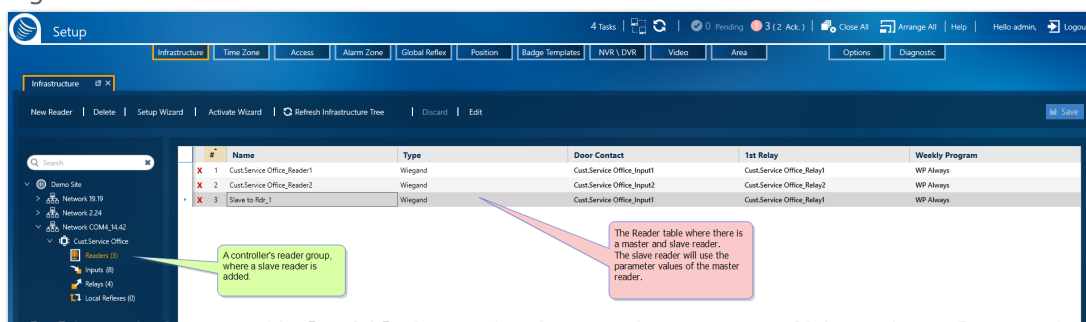 Setup
4 Tasks 0 Pending 3 ( 2 Ack. ) Close All Arrange All Help Hello admin, Logou
Infrastructure Time Zone Access Alarm Zone Global Reflex Position Badge Templates NVR \ DVR Video Area Options Diagnostic
Infrastructure
New Reader Delete Setup Wizard Activate Wizard Refresh Infrastructure Tree Discard Edit Save
Search
# Name Type Door Contact 1st Relay Weekly Program
X 1 Cust.Service Office_Reader1 Wiegand Cust.Service Office_Input1 Cust.Service Office_Relay1 WP Always
X 2 Cust.Service Office_Reader2 Wiegand Cust.Service Office_Input2 Cust.Service Office_Relay2 WP Always
X 3 Slave to Rdr_1 Wiegand Cust.Service Office_Input1 Cust.Service Office_Relay1 WP Always
Demo Site
Network 19.19
Network 2.24
Network COM4_14.42
Cust.Service Office
Readers (3)
Inputs (8)
Relays (4)
Local Reflexes (0)
A controller's reader group,
where a slave reader is
added.
The Reader table where there is
a master and slave reader.
The slave reader will use the
parameter values of the master
reader.